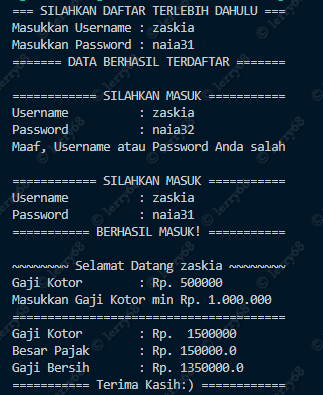 === SILAHKAN DAFTAR TERLEBIH DAHULU ===
Masukkan Username : zaskia
Masukkan Password : naia31
======= DATA BERHASIL TERDAFTAR =======
============ SILAHKAN MASUK ===========
Username          : zaskia
Password          : naia32
Maaf, Username atau Password Anda salah
============ SILAHKAN MASUK ===========
Username          : zaskia
Password          : naia31
=========== BERHASIL MASUK! ===========
~~~~~~~~ Selamat Datang zaskia ~~~~~~~~
Gaji Kotor        : Rp. 500000
Masukkan Gaji Kotor min Rp. 1.000.000
=======================================
Gaji Kotor        : Rp.  1500000
Besar Pajak       : Rp. 150000.0
Gaji Bersih       : Rp. 1350000.0
=========== Terima Kasih:) ============
© lerry68